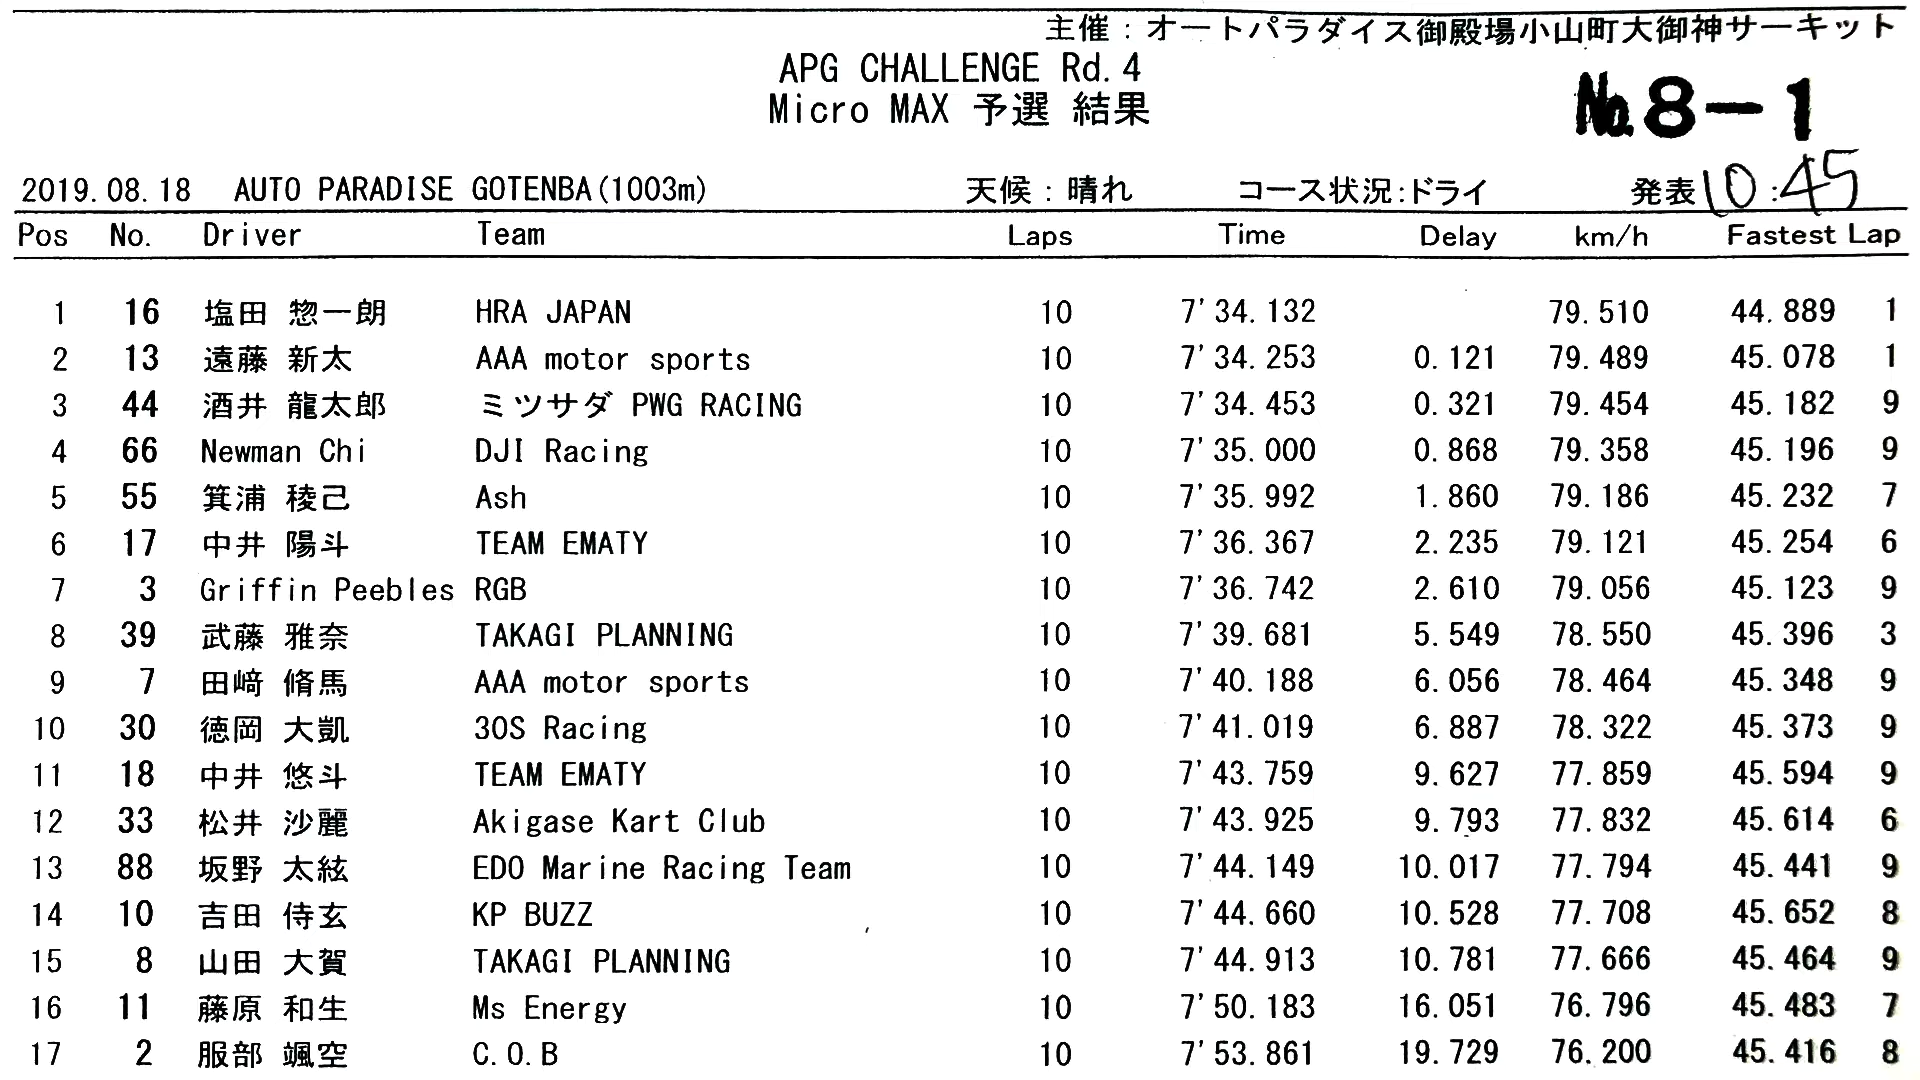 主催：オートパラダイス御殿場小山町大御神サーキット
APG CHALLENGE Rd.4
Micro MAX 予選 結果
№8-1
2019.08.18 AUTO PARADISE GOTENBA(1003m) 天候：晴れ コース状況:ドライ 発表10:45
Pos No. Driver Team Laps Time Delay km/h Fastest Lap
1 16 塩田 惣一朗 HRA JAPAN 10 7'34.132 79.510 44.889 1
2 13 遠藤 新太 AAA motor sports 10 7'34.253 0.121 79.489 45.078 1
3 44 酒井 龍太郎 ミツサダ PWG RACING 10 7'34.453 0.321 79.454 45.182 9
4 66 Newman Chi DJI Racing 10 7'35.000 0.868 79.358 45.196 9
5 55 箕浦 稜己 Ash 10 7'35.992 1.860 79.186 45.232 7
6 17 中井 陽斗 TEAM EMATY 10 7'36.367 2.235 79.121 45.254 6
7 3 Griffin Peebles RGB 10 7'36.742 2.610 79.056 45.123 9
8 39 武藤 雅奈 TAKAGI PLANNING 10 7'39.681 5.549 78.550 45.396 3
9 7 田﨑 脩馬 AAA motor sports 10 7'40.188 6.056 78.464 45.348 9
10 30 徳岡 大凱 30S Racing 10 7'41.019 6.887 78.322 45.373 9
11 18 中井 悠斗 TEAM EMATY 10 7'43.759 9.627 77.859 45.594 9
12 33 松井 沙麗 Akigase Kart Club 10 7'43.925 9.793 77.832 45.614 6
13 88 坂野 太絃 EDO Marine Racing Team 10 7'44.149 10.017 77.794 45.441 9
14 10 吉田 侍玄 KP BUZZ 10 7'44.660 10.528 77.708 45.652 8
15 8 山田 大賀 TAKAGI PLANNING 10 7'44.913 10.781 77.666 45.464 9
16 11 藤原 和生 Ms Energy 10 7'50.183 16.051 76.796 45.483 7
17 2 服部 颯空 C.O.B 10 7'53.861 19.729 76.200 45.416 8